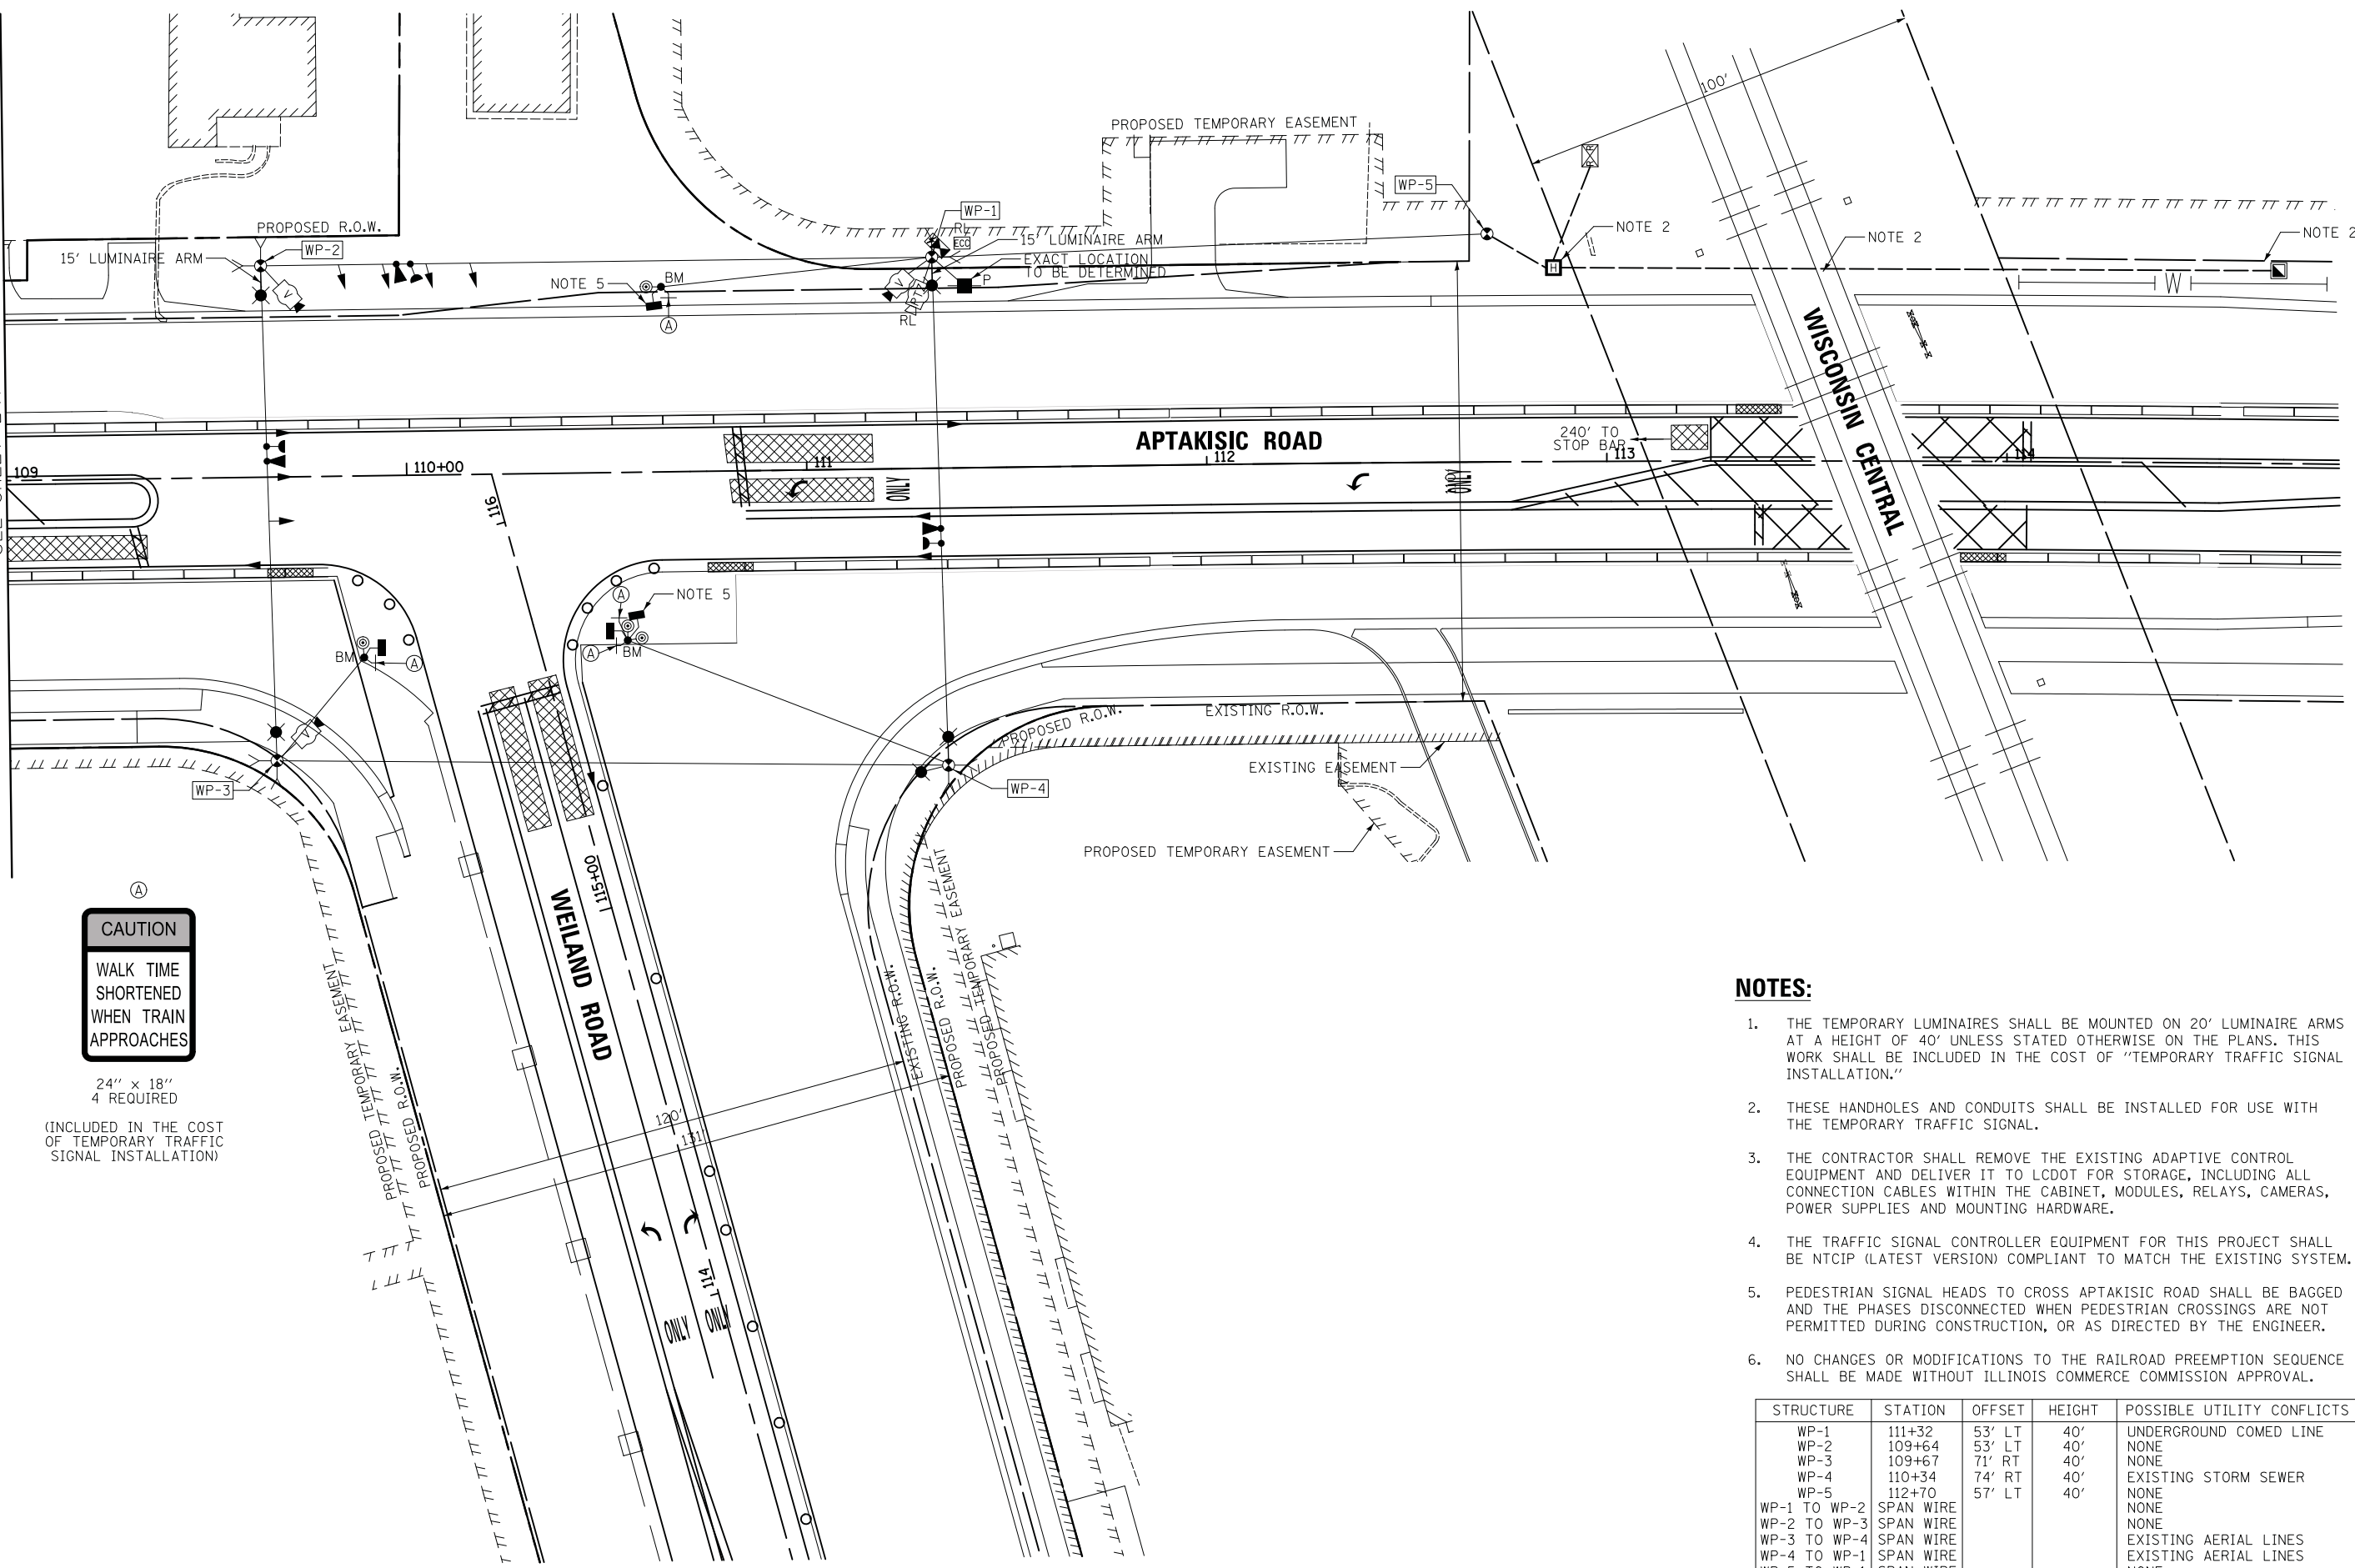 100'
PROPOSED TEMPORARY EASEMENT
WP-5
NOTE 2
NOTE 2
NOTE 2
PROPOSED R.O.W.
WP-2
15' LUMINAIRE ARM
WP-1
RL
ECC
15' LUMINAIRE ARM
EXACT LOCATION
TO BE DETERMINED
P
NOTE 5
BM
A
V
V
PTZ
RL
H
W
WISCONSIN CENTRAL
APTAKISIC ROAD
240' TO
STOP BAR
109
110+00
111
112
113
114
ONLY
ONLY
116
NOTE 5
A
A
BM
BM
A
V
WP-3
WP-4
PROPOSED R.O.W.
EXISTING R.O.W.
EXISTING EASEMENT
PROPOSED TEMPORARY EASEMENT
115+00
WEILAND ROAD
114
ONLY
ONLY
120'
131'
PROPOSED TEMPORARY EASEMENT
PROPOSED R.O.W.
EXISTING R.O.W.
PROPOSED R.O.W.
PROPOSED TEMPORARY EASEMENT
A
CAUTION
WALK TIME
SHORTENED
WHEN TRAIN
APPROACHES
24'' x 18''
4 REQUIRED
(INCLUDED IN THE COST
OF TEMPORARY TRAFFIC
SIGNAL INSTALLATION)
NOTES:
1. THE TEMPORARY LUMINAIRES SHALL BE MOUNTED ON 20' LUMINAIRE ARMS
AT A HEIGHT OF 40' UNLESS STATED OTHERWISE ON THE PLANS. THIS
WORK SHALL BE INCLUDED IN THE COST OF ''TEMPORARY TRAFFIC SIGNAL
INSTALLATION.''
2. THESE HANDHOLES AND CONDUITS SHALL BE INSTALLED FOR USE WITH
THE TEMPORARY TRAFFIC SIGNAL.
3. THE CONTRACTOR SHALL REMOVE THE EXISTING ADAPTIVE CONTROL
EQUIPMENT AND DELIVER IT TO LCDOT FOR STORAGE, INCLUDING ALL
CONNECTION CABLES WITHIN THE CABINET, MODULES, RELAYS, CAMERAS,
POWER SUPPLIES AND MOUNTING HARDWARE.
4. THE TRAFFIC SIGNAL CONTROLLER EQUIPMENT FOR THIS PROJECT SHALL
BE NTCIP (LATEST VERSION) COMPLIANT TO MATCH THE EXISTING SYSTEM.
5. PEDESTRIAN SIGNAL HEADS TO CROSS APTAKISIC ROAD SHALL BE BAGGED
AND THE PHASES DISCONNECTED WHEN PEDESTRIAN CROSSINGS ARE NOT
PERMITTED DURING CONSTRUCTION, OR AS DIRECTED BY THE ENGINEER.
6. NO CHANGES OR MODIFICATIONS TO THE RAILROAD PREEMPTION SEQUENCE
SHALL BE MADE WITHOUT ILLINOIS COMMERCE COMMISSION APPROVAL.
STRUCTURE STATION OFFSET HEIGHT POSSIBLE UTILITY CONFLICTS
WP-1 111+32 53' LT 40' UNDERGROUND COMED LINE
WP-2 109+64 53' LT 40' NONE
WP-3 109+67 71' RT 40' NONE
WP-4 110+34 74' RT 40' EXISTING STORM SEWER
WP-5 112+70 57' LT 40' NONE
WP-1 TO WP-2 SPAN WIRE NONE
WP-2 TO WP-3 SPAN WIRE NONE
WP-3 TO WP-4 SPAN WIRE EXISTING AERIAL LINES
WP-4 TO WP-1 SPAN WIRE EXISTING AERIAL LINES
WP-5 TO WP-1 SPAN WIRE NONE